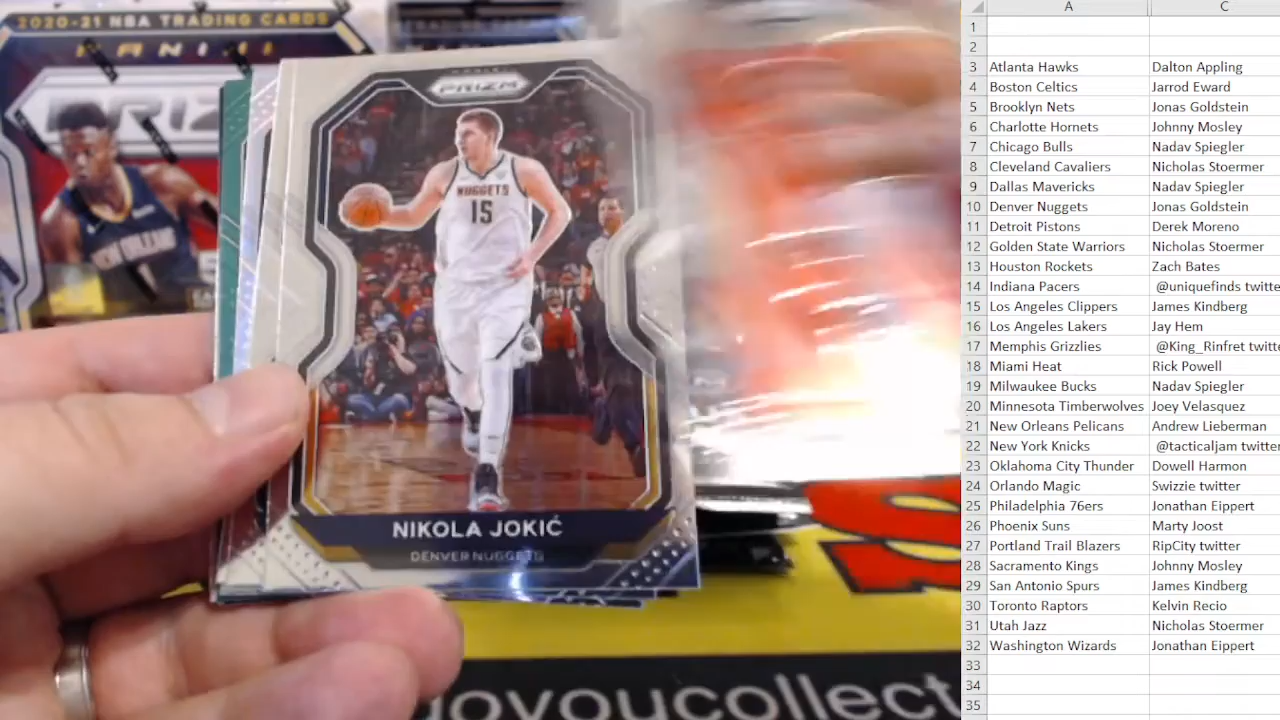 2020-21 NBA TRADING CARDS
PANINI
PRIZM
NUGGETS
15
NIKOLA JOKIĆ
DENVER NUGGETS
NEW ORLEANS
1
ovoucollect
A C
1
2
3 Atlanta Hawks Dalton Appling
4 Boston Celtics Jarrod Eward
5 Brooklyn Nets Jonas Goldstein
6 Charlotte Hornets Johnny Mosley
7 Chicago Bulls Nadav Spiegler
8 Cleveland Cavaliers Nicholas Stoermer
9 Dallas Mavericks Nadav Spiegler
10 Denver Nuggets Jonas Goldstein
11 Detroit Pistons Derek Moreno
12 Golden State Warriors Nicholas Stoermer
13 Houston Rockets Zach Bates
14 Indiana Pacers @uniquefinds twitte
15 Los Angeles Clippers James Kindberg
16 Los Angeles Lakers Jay Hem
17 Memphis Grizzlies @King_Rinfret twitt
18 Miami Heat Rick Powell
19 Milwaukee Bucks Nadav Spiegler
20 Minnesota Timberwolves Joey Velasquez
21 New Orleans Pelicans Andrew Lieberman
22 New York Knicks @tacticaljam twitter
23 Oklahoma City Thunder Dowell Harmon
24 Orlando Magic Swizzie twitter
25 Philadelphia 76ers Jonathan Eippert
26 Phoenix Suns Marty Joost
27 Portland Trail Blazers RipCity twitter
28 Sacramento Kings Johnny Mosley
29 San Antonio Spurs James Kindberg
30 Toronto Raptors Kelvin Recio
31 Utah Jazz Nicholas Stoermer
32 Washington Wizards Jonathan Eippert
33
34
35